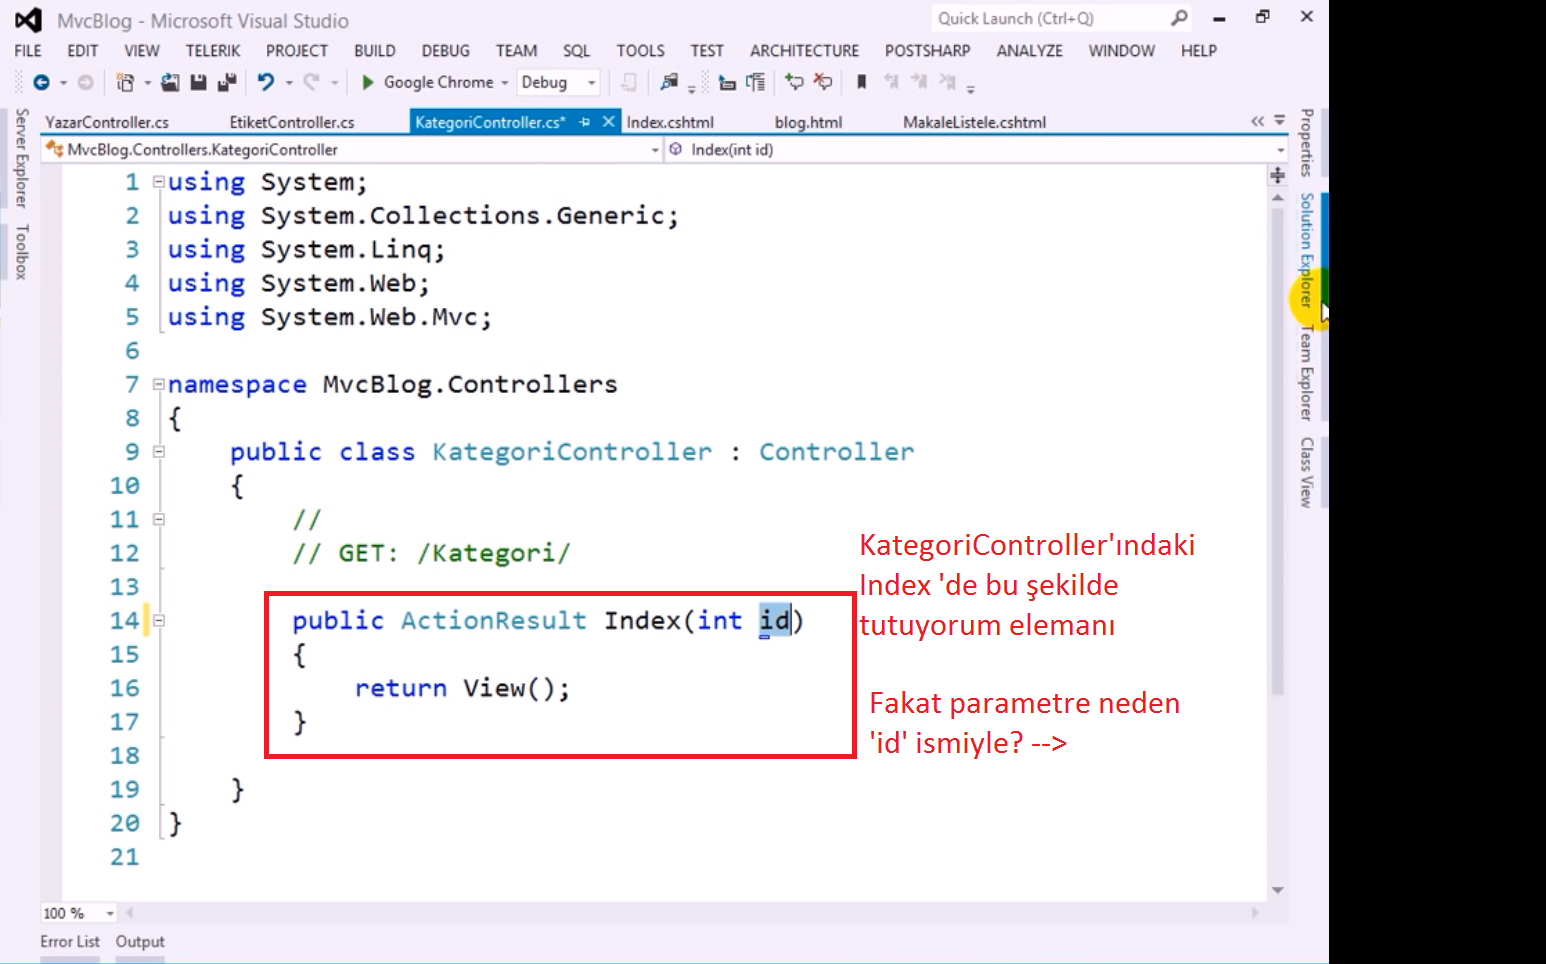 MvcBlog - Microsoft Visual Studio
Quick Launch (Ctrl+Q)
FILE EDIT VIEW TELERIK PROJECT BUILD DEBUG TEAM SQL TOOLS TEST ARCHITECTURE POSTSHARP ANALYZE WINDOW HELP
Google Chrome Debug
YazarController.cs EtiketController.cs KategoriController.cs* Index.cshtml blog.html MakaleListele.cshtml
MvcBlog.Controllers.KategoriController Index(int id)
Server Explorer
Toolbox
1 using System;
2 using System.Collections.Generic;
3 using System.Linq;
4 using System.Web;
5 using System.Web.Mvc;
6
7 namespace MvcBlog.Controllers
8 {
9 public class KategoriController : Controller
10 {
11 //
12 // GET: /Kategori/
13
14 public ActionResult Index(int id)
15 {
16 return View();
17 }
18
19 }
20 }
21
KategoriController'ındaki
Index 'de bu şekilde
tutuyorum elemanı
Fakat parametre neden
'id' ismiyle? -->
Properties
Solution Explorer
Team Explorer
Class View
100 %
Error List Output